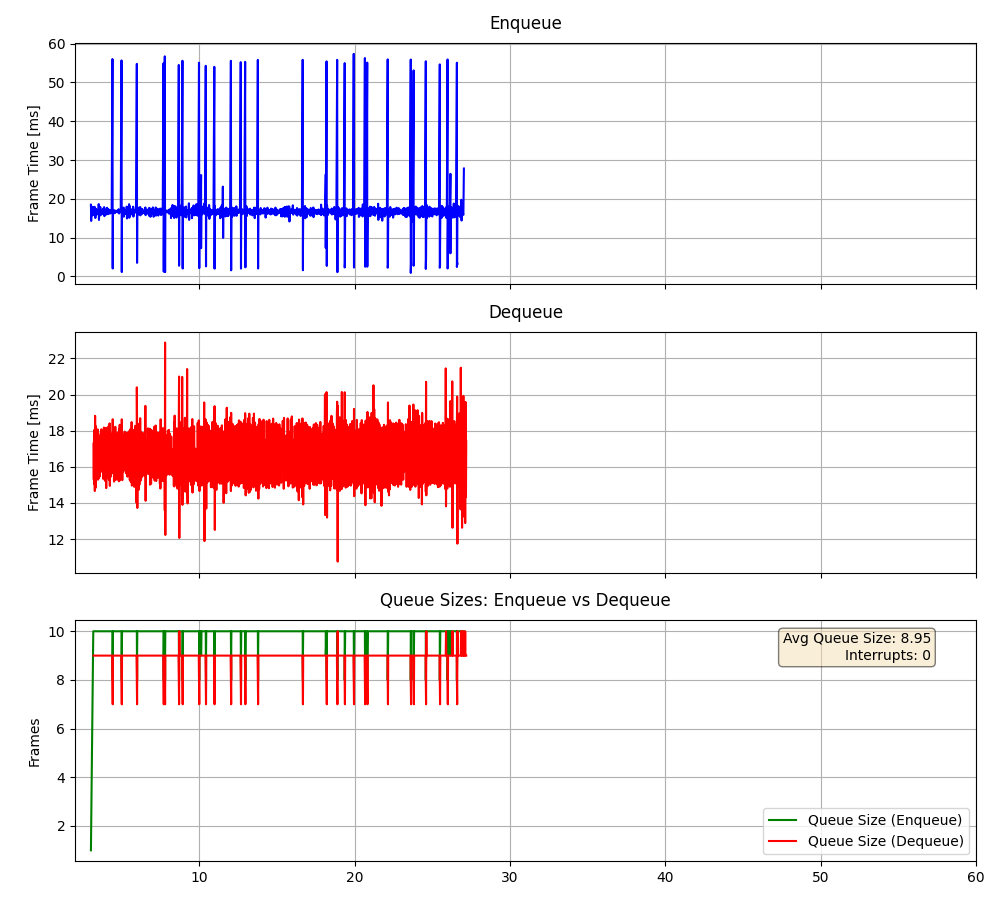 Enqueue
Frame Time [ms]
60
50
40
30
20
10
0
Dequeue
Frame Time [ms]
22
20
18
16
14
12
Queue Sizes: Enqueue vs Dequeue
Frames
10
8
6
4
2
Avg Queue Size: 8.95
Interrupts: 0
Queue Size (Enqueue)
Queue Size (Dequeue)
10 20 30 40 50 60